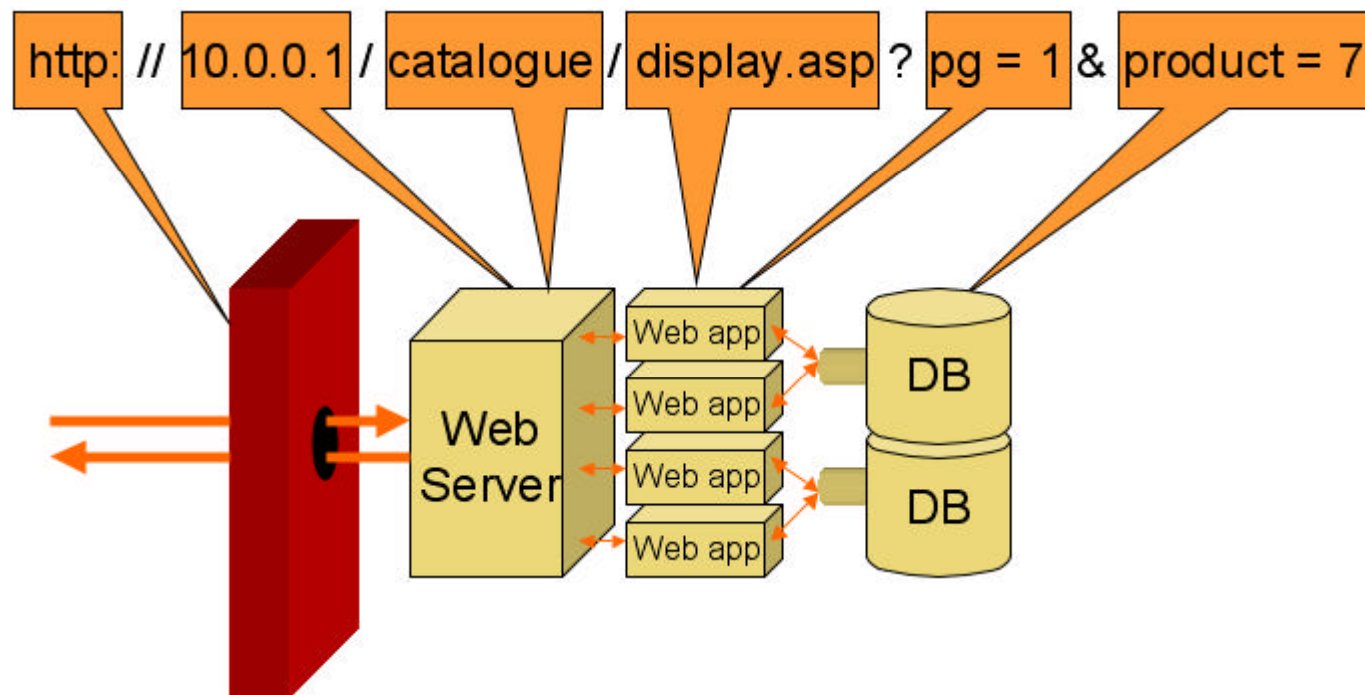 http: // 10.0.0.1 / catalogue / display.asp ? pg = 1 & product = 7
Web app
Web app
Web app
Web app
Web
Server
DB
DB